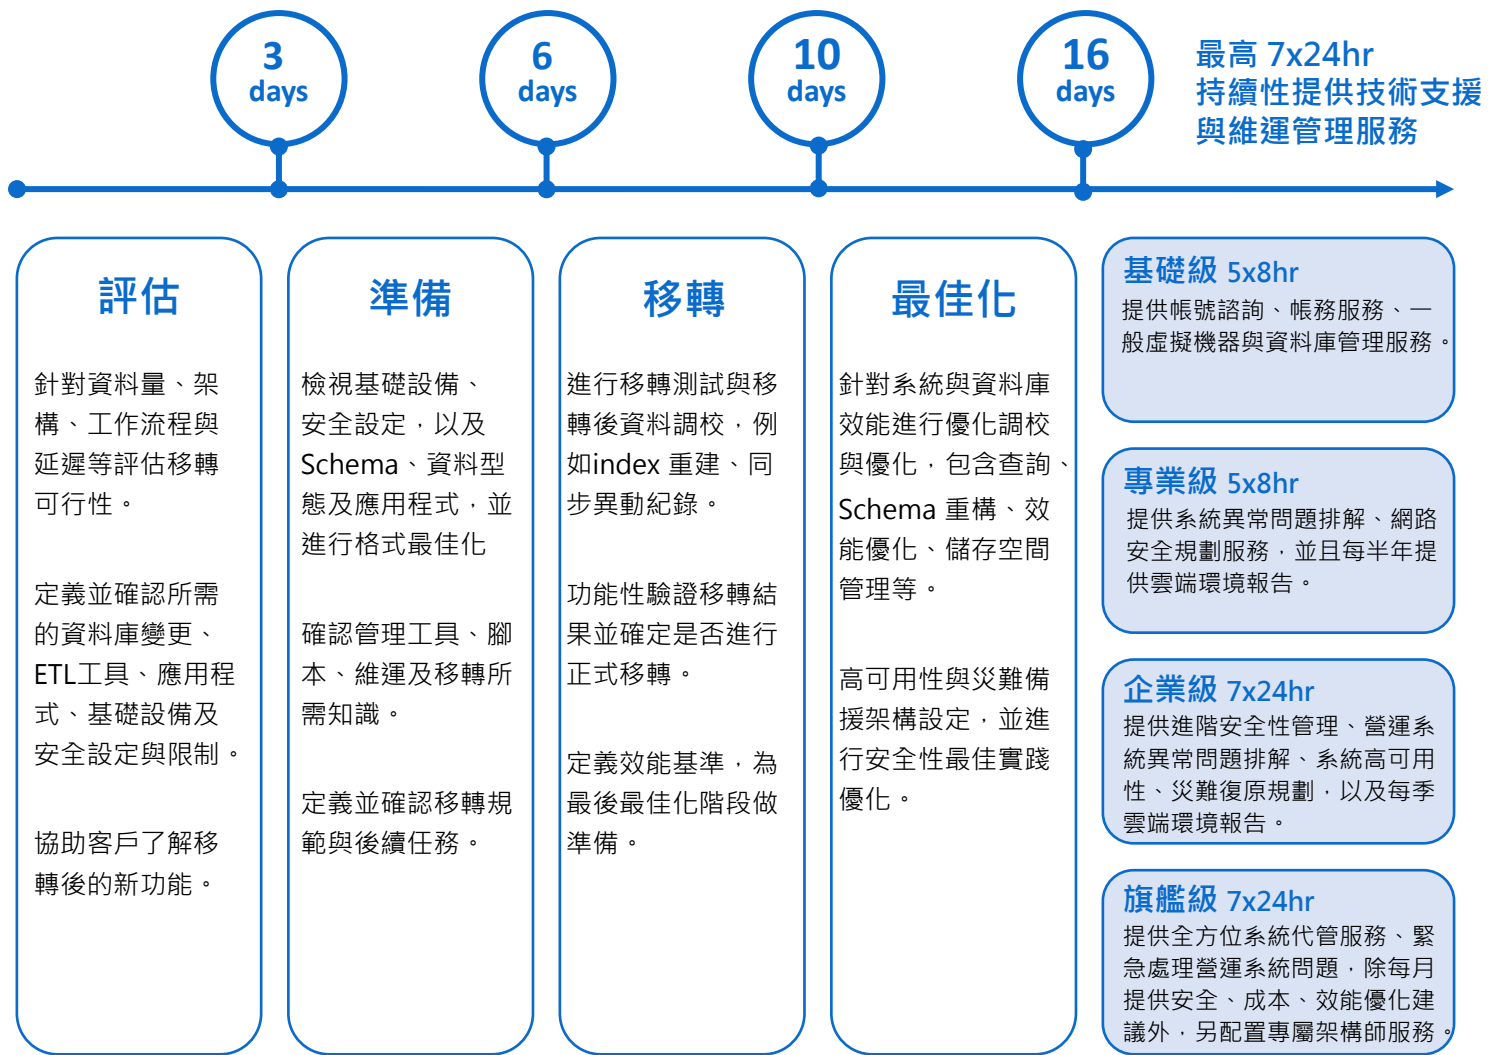 3
days
6
days
10
days
16
days
最高 7x24hr
持續性提供技術支援
與維運管理服務
評估
針對資料量、架
構、工作流程與
延遲等評估移轉
可行性。
定義並確認所需
的資料庫變更、
ETL工具、應用程
式、基礎設備及
安全設定與限制。
協助客戶了解移
轉後的新功能。
準備
檢視基礎設備、
安全設定，以及
Schema、資料型
態及應用程式，並
進行格式最佳化
確認管理工具、腳
本、維運及移轉所
需知識。
定義並確認移轉規
範與後續任務。
移轉
進行移轉測試與移
轉後資料調校，例
如index 重建、同
步異動紀錄。
功能性驗證移轉結
果並確定是否進行
正式移轉。
定義效能基準，為
最後最佳化階段做
準備。
最佳化
針對系統與資料庫
效能進行優化調校
與優化，包含查詢、
Schema 重構、效
能優化、儲存空間
管理等。
高可用性與災難備
援架構設定，並進
行安全性最佳實踐
優化。
基礎級 5x8hr
提供帳號諮詢、帳務服務、一
般虛擬機器與資料庫管理服務。
專業級 5x8hr
提供系統異常問題排解、網路
安全規劃服務，並且每半年提
供雲端環境報告。
企業級 7x24hr
提供進階安全性管理、營運系
統異常問題排解、系統高可用
性、災難復原規劃，以及每季
雲端環境報告。
旗艦級 7x24hr
提供全方位系統代管服務、緊
急處理營運系統問題，除每月
提供安全、成本、效能優化建
議外，另配置專屬架構師服務。